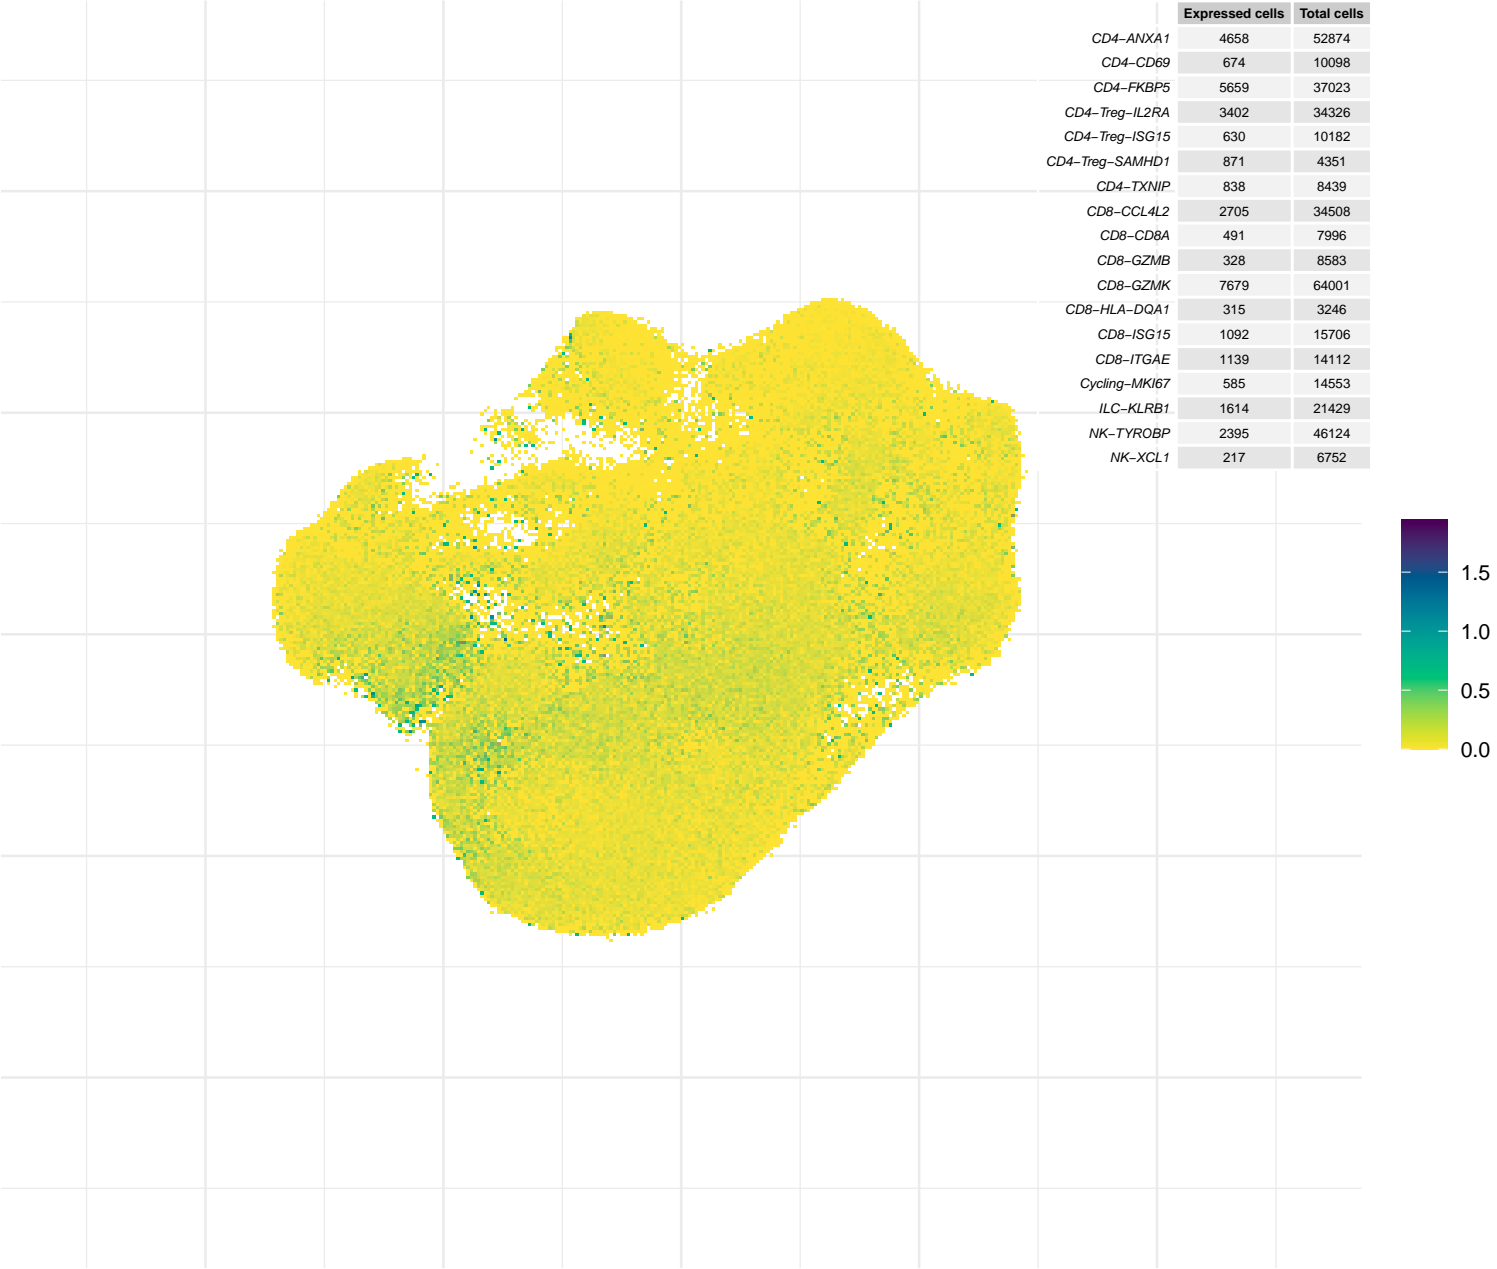 Expressed cells Total cells
CD4−ANXA1 4658 52874
CD4−CD69 674 10098
CD4−FKBP5 5659 37023
CD4−Treg−IL2RA 3402 34326
CD4−Treg−ISG15 630 10182
CD4−Treg−SAMHD1 871 4351
CD4−TXNIP 838 8439
CD8−CCL4L2 2705 34508
CD8−CD8A 491 7996
CD8−GZMB 328 8583
CD8−GZMK 7679 64001
CD8−HLA−DQA1 315 3246
CD8−ISG15 1092 15706
CD8−ITGAE 1139 14112
Cycling−MKI67 585 14553
ILC−KLRB1 1614 21429
NK−TYROBP 2395 46124
NK−XCL1 217 6752
1.5
1.0
0.5
0.0